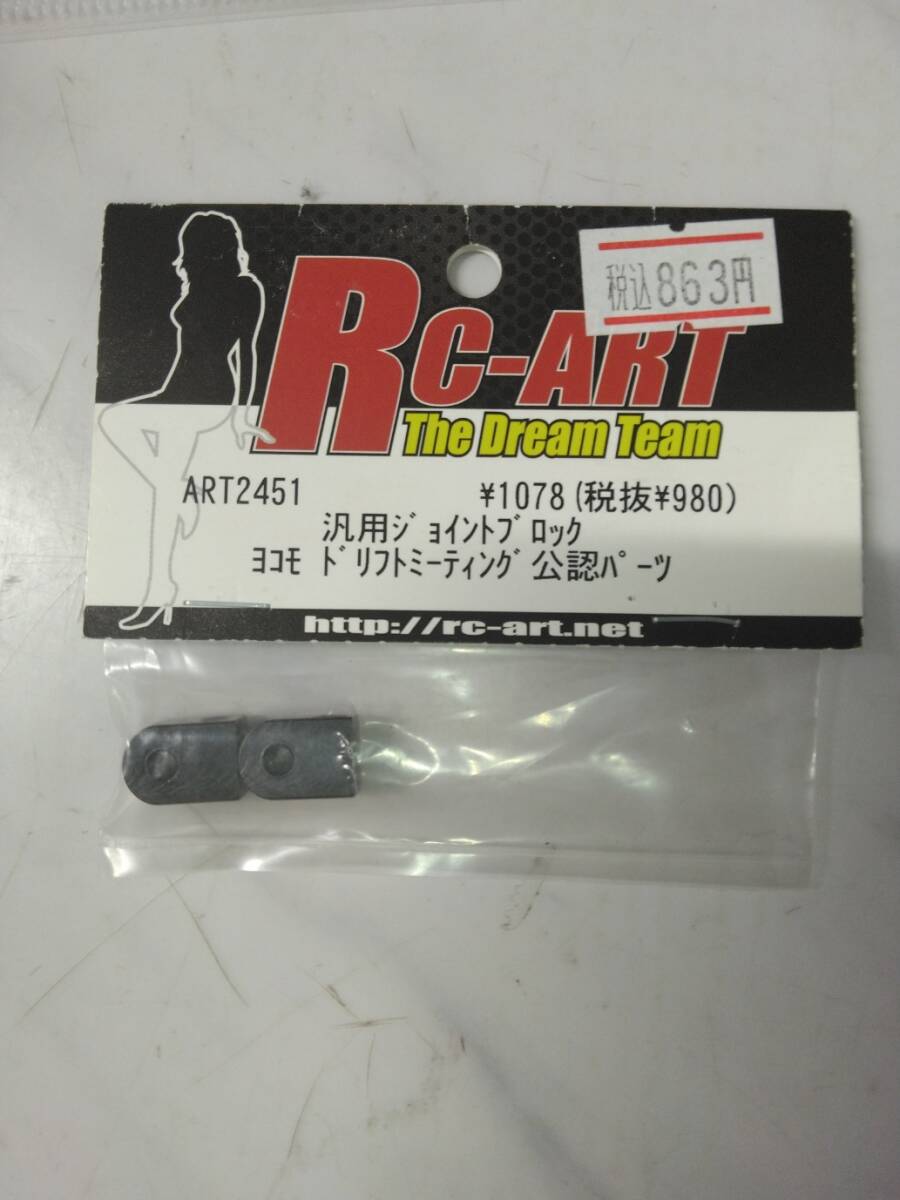 税込863円
RC-ART
The Dream Team
ART2451 ¥1078(税抜¥980)
汎用ｼﾞｮｲﾝﾄﾌﾞﾛｯｸ
ﾖｺﾓ ﾄﾞﾘﾌﾄﾐｰﾃｨﾝｸﾞ公認ﾊﾟｰﾂ
http://rc-art.net